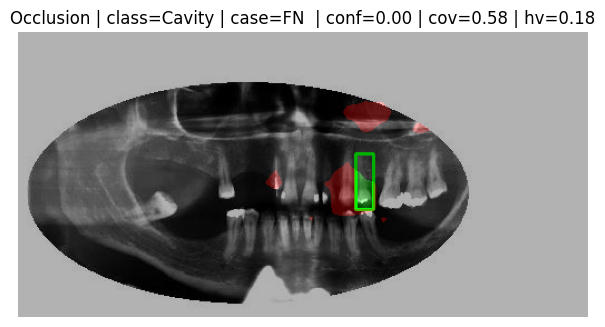 Occlusion | class=Cavity | case=FN | conf=0.00 | cov=0.58 | hv=0.18